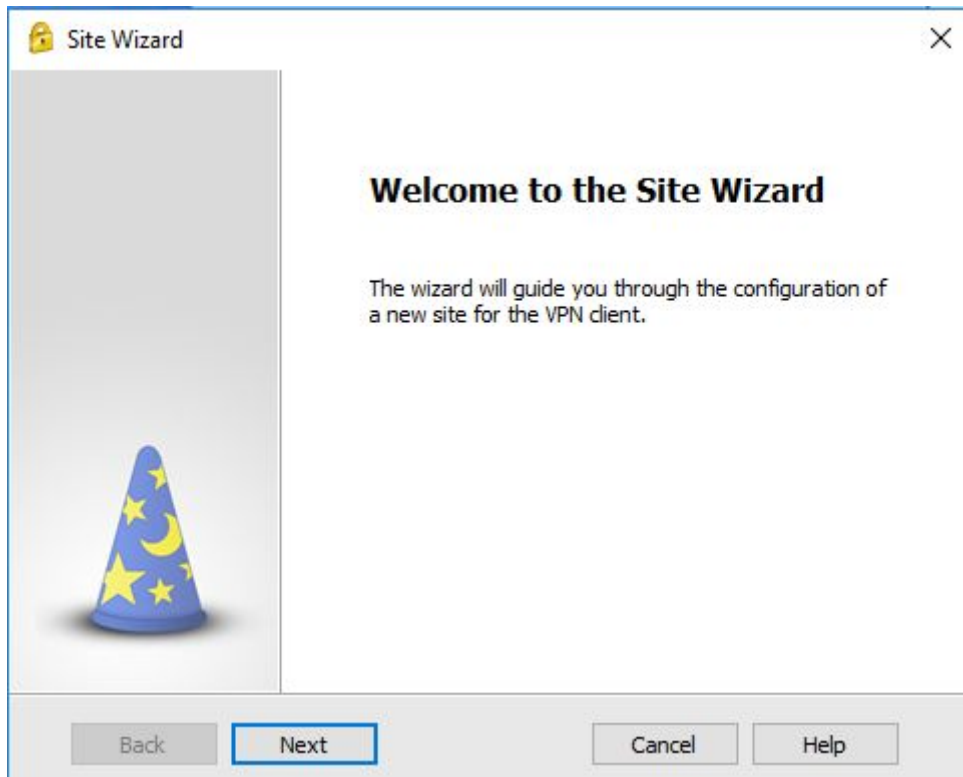 Site Wizard
Welcome to the Site Wizard
The wizard will guide you through the configuration of
a new site for the VPN client.
Back
Next
Cancel
Help